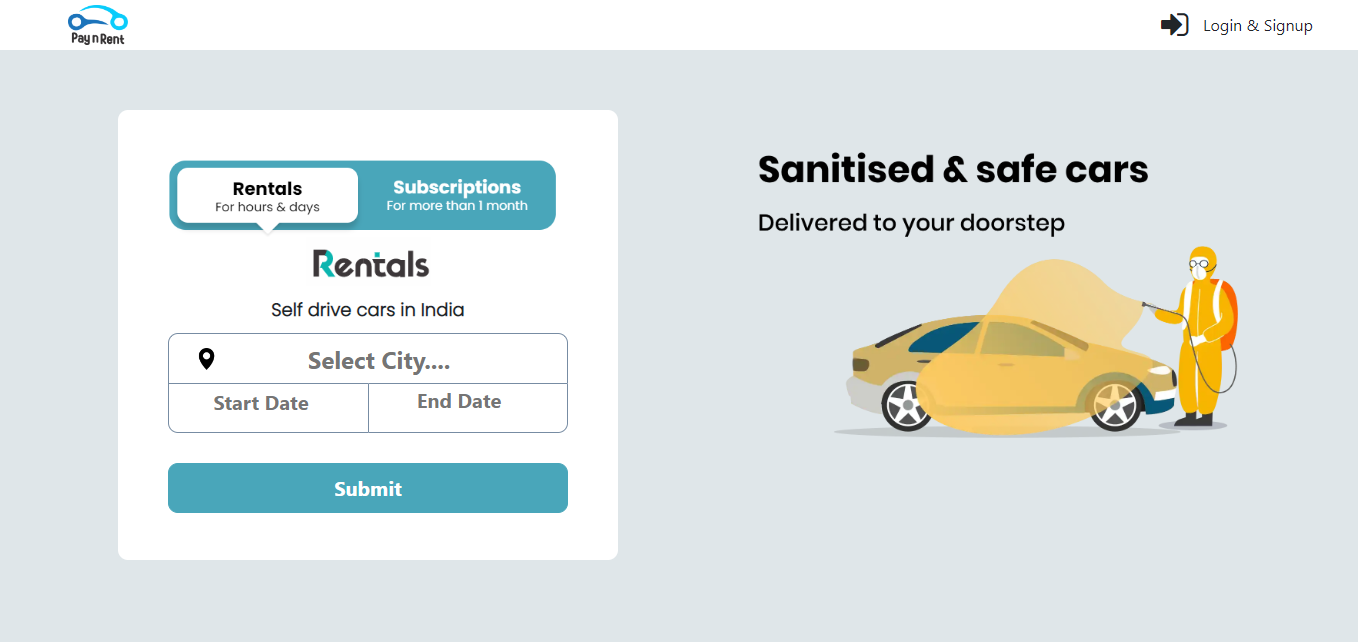 Pay n Rent
Login & Signup
Rentals
For hours & days
Subscriptions
For more than 1 month
Rentals
Self drive cars in India
Select City....
Start Date
End Date
Submit
Sanitised & safe cars
Delivered to your doorstep